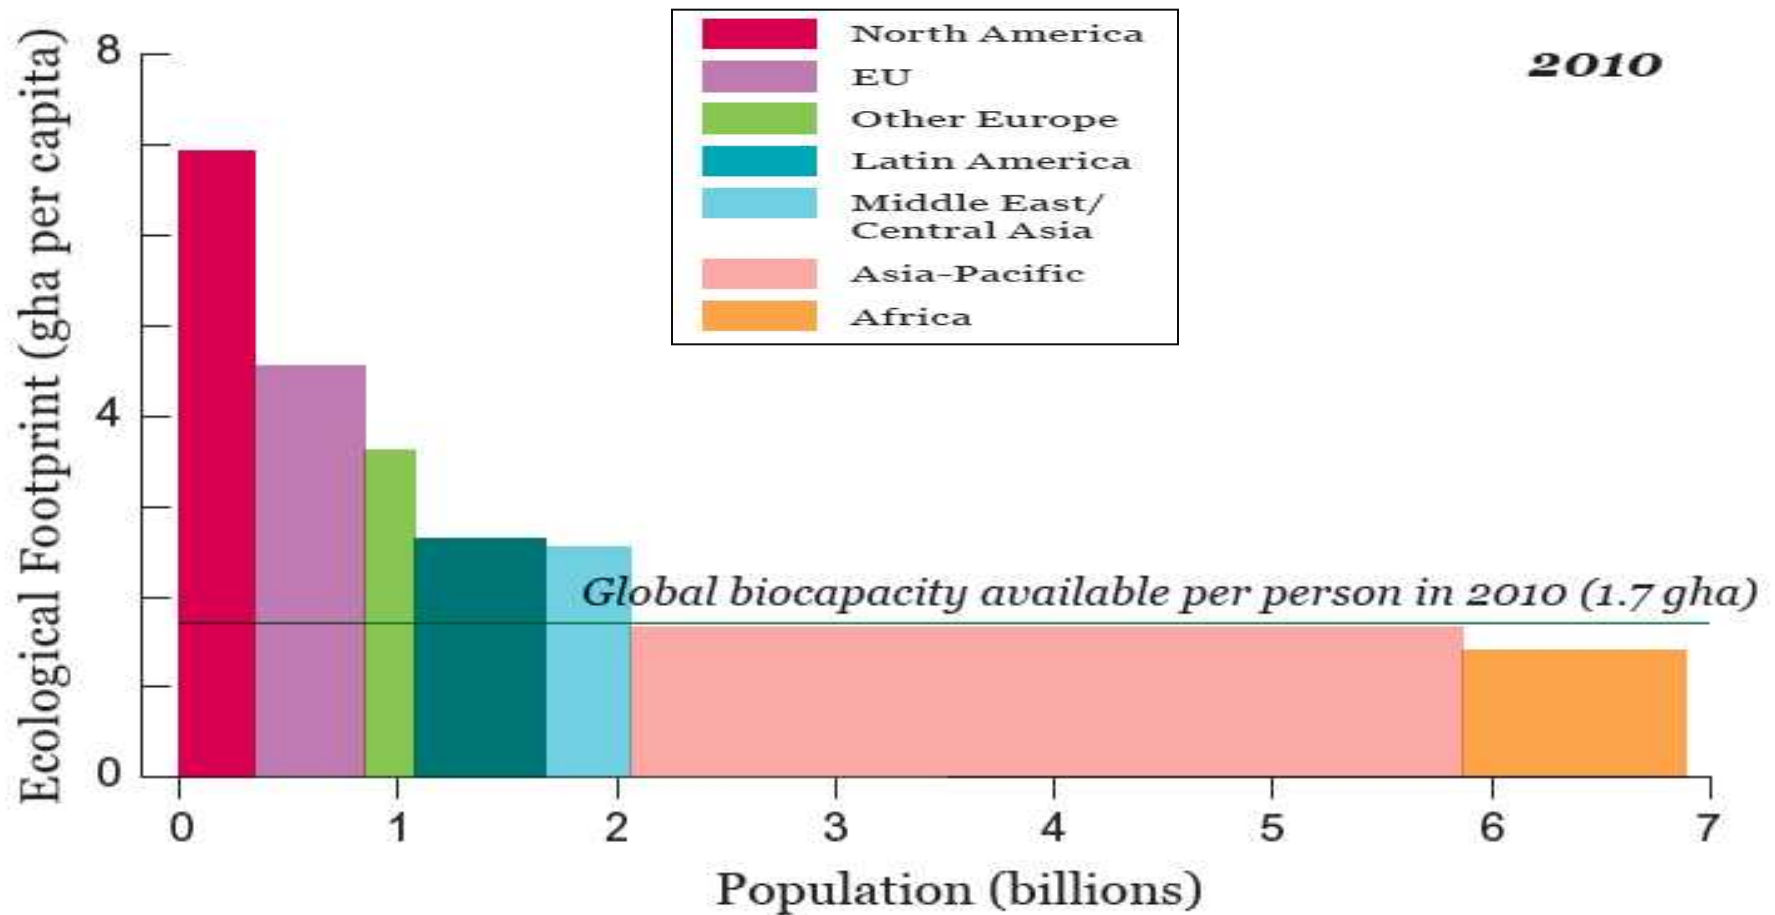 North America
EU
Other Europe
Latin America
Middle East/
Central Asia
Asia-Pacific
Africa
2010
Ecological Footprint (gha per capita)
8
4
0
Global biocapacity available per person in 2010 (1.7 gha)
0 1 2 3 4 5 6 7
Population (billions)